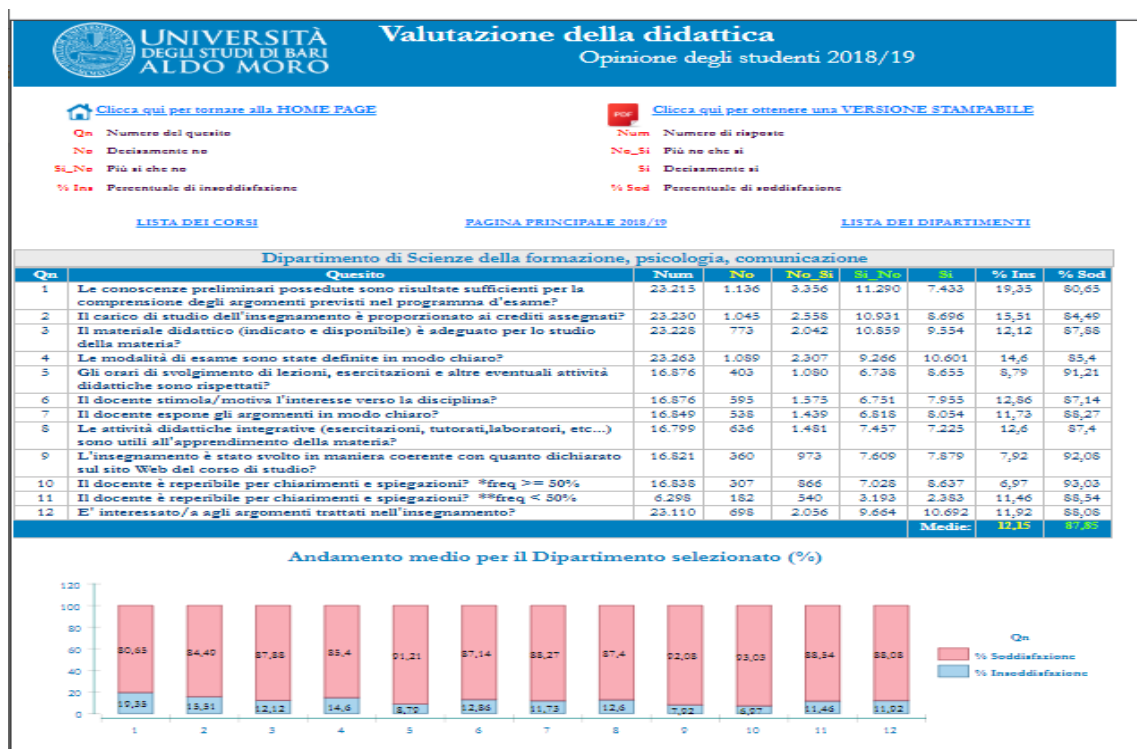 UNIVERSITÀ
DEGLI STUDI DI BARI
ALDO MORO
Valutazione della didattica
Opinione degli studenti 2018/19
Clicca qui per tornare alla HOME PAGE
PDF Clicca qui per ottenere una VERSIONE STAMPABILE
Qn Numero del quesito
Num Numero di risposte
No Decisamente no
No_Si Più no che si
Si_No Più si che no
Si Decisamente si
% Ins Percentuale di insoddisfazione
% Sod Percentuale di soddisfazione
LISTA DEI CORSI PAGINA PRINCIPALE 2018/19 LISTA DEI DIPARTIMENTI
Dipartimento di Scienze della formazione, psicologia, comunicazione
Qn Quesito Num No No_Si Si_No Si % Ins % Sod
1 Le conoscenze preliminari possedute sono risultate sufficienti per la 23.215 1.136 3.356 11.290 7.433 19,35 80,65
comprensione degli argomenti previsti nel programma d'esame?
2 Il carico di studio dell'insegnamento è proporzionato ai crediti assegnati? 23.230 1.045 2.558 10.931 8.696 15,51 84,49
3 Il materiale didattico (indicato e disponibile) è adeguato per lo studio 23.228 773 2.042 10.859 9.554 12,12 87,88
della materia?
4 Le modalità di esame sono state definite in modo chiaro? 23.263 1.089 2.307 9.266 10.601 14,6 85,4
5 Gli orari di svolgimento di lezioni, esercitazioni e altre eventuali attività 16.876 403 1.080 6.738 8.655 8,79 91,21
didattiche sono rispettati?
6 Il docente stimola/motiva l'interesse verso la disciplina? 16.876 595 1.575 6.751 7.955 12,86 87,14
7 Il docente espone gli argomenti in modo chiaro? 16.849 538 1.439 6.818 8.054 11,73 88,27
8 Le attività didattiche integrative (esercitazioni, tutorati,laboratori, etc...) 16.799 636 1.481 7.457 7.225 12,6 87,4
sono utili all'apprendimento della materia?
9 L'insegnamento è stato svolto in maniera coerente con quanto dichiarato 16.821 360 973 7.609 7.879 7,92 92,08
sul sito Web del corso di studio?
10 Il docente è reperibile per chiarimenti e spiegazioni? *freq >= 50% 16.838 307 866 7.028 8.637 6,97 93,03
11 Il docente è reperibile per chiarimenti e spiegazioni? **freq < 50% 6.298 182 540 3.193 2.383 11,46 88,54
12 E' interessato/a agli argomenti trattati nell'insegnamento? 23.110 698 2.056 9.664 10.692 11,92 88,08
Medie: 12,15 87,85
Andamento medio per il Dipartimento selezionato (%)
120
100
80
60
40
20
0
80,65 84,49 87,88 85,4 91,21 87,14 88,27 87,4 92,08 93,03 88,54 88,08
19,35 15,51 12,12 14,6 8,79 12,86 11,73 12,6 7,92 6,97 11,46 11,92
1 2 3 4 5 6 7 8 9 10 11 12
Qn
% Soddisfazione
% Insoddisfazione